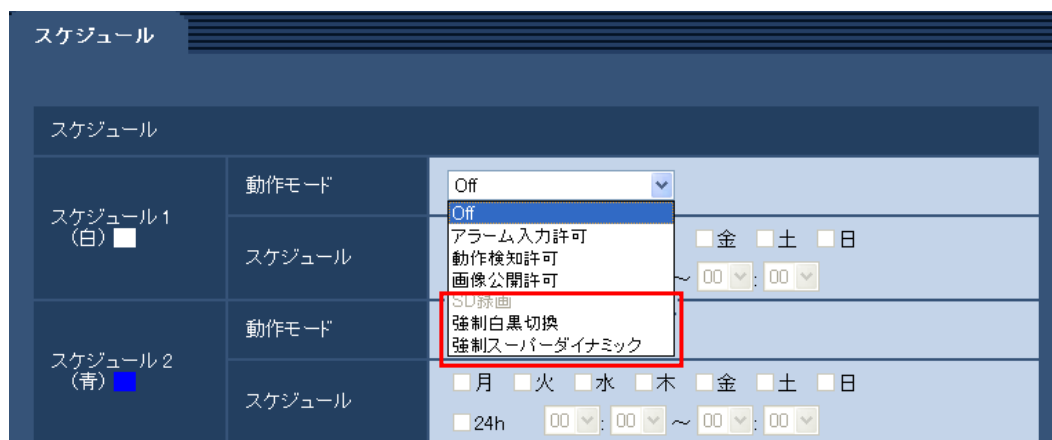 スケジュール
スケジュール
スケジュール 1
（白）
動作モード
Off
Off
アラーム入力許可
動作検知許可
画像公開許可
SD録画
強制白黒切換
強制スーパーダイナミック
スケジュール
金 土 日
～ 00 : 00
スケジュール 2
（青）
動作モード
スケジュール
月 火 水 木 金 土 日
24h 00 : 00 ～ 00 : 00